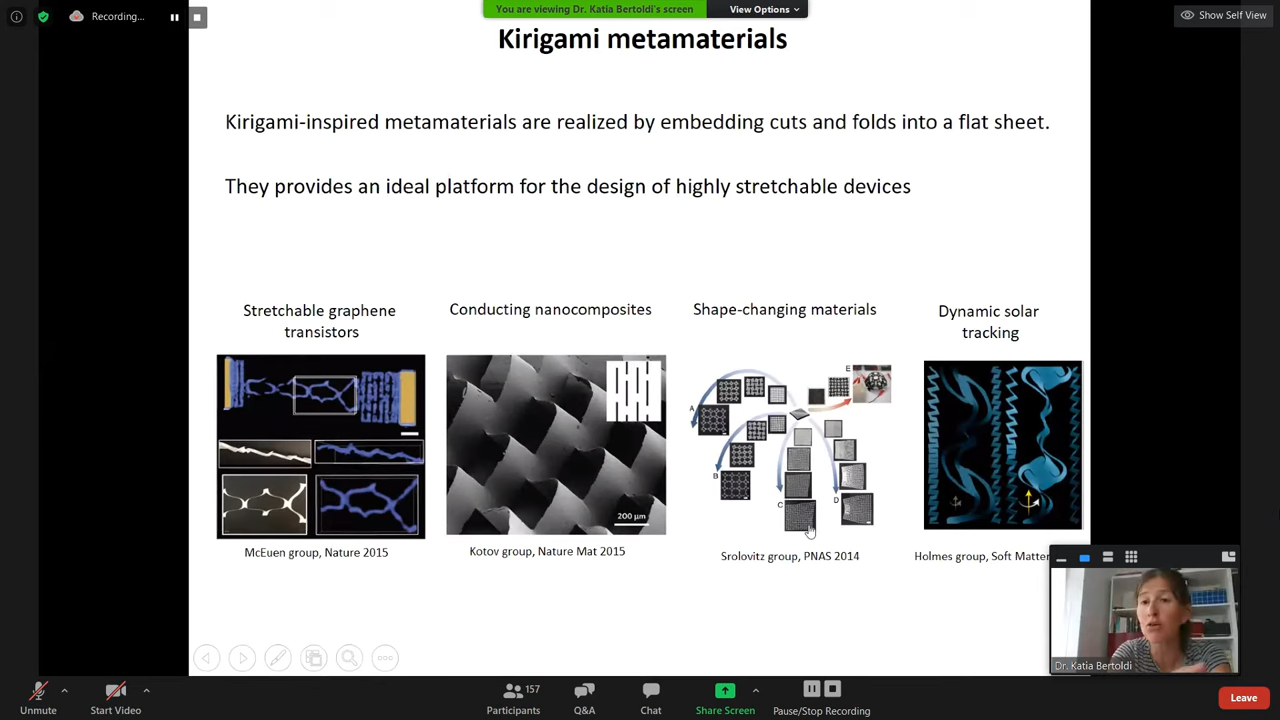 Recording...
You are viewing Dr. Katia Bertoldi's screen
View Options
Show Self View
Kirigami metamaterials
Kirigami-inspired metamaterials are realized by embedding cuts and folds into a flat sheet.
They provides an ideal platform for the design of highly stretchable devices
Stretchable graphene
transistors
Conducting nanocomposites
Shape-changing materials
Dynamic solar
tracking
200 µm
A
B
C
D
E
McEuen group, Nature 2015
Kotov group, Nature Mat 2015
Srolovitz group, PNAS 2014
Holmes group, Soft Matter
Dr. Katia Bertoldi
Unmute
Start Video
157
Participants
Q&A
Chat
Share Screen
Pause/Stop Recording
Leave